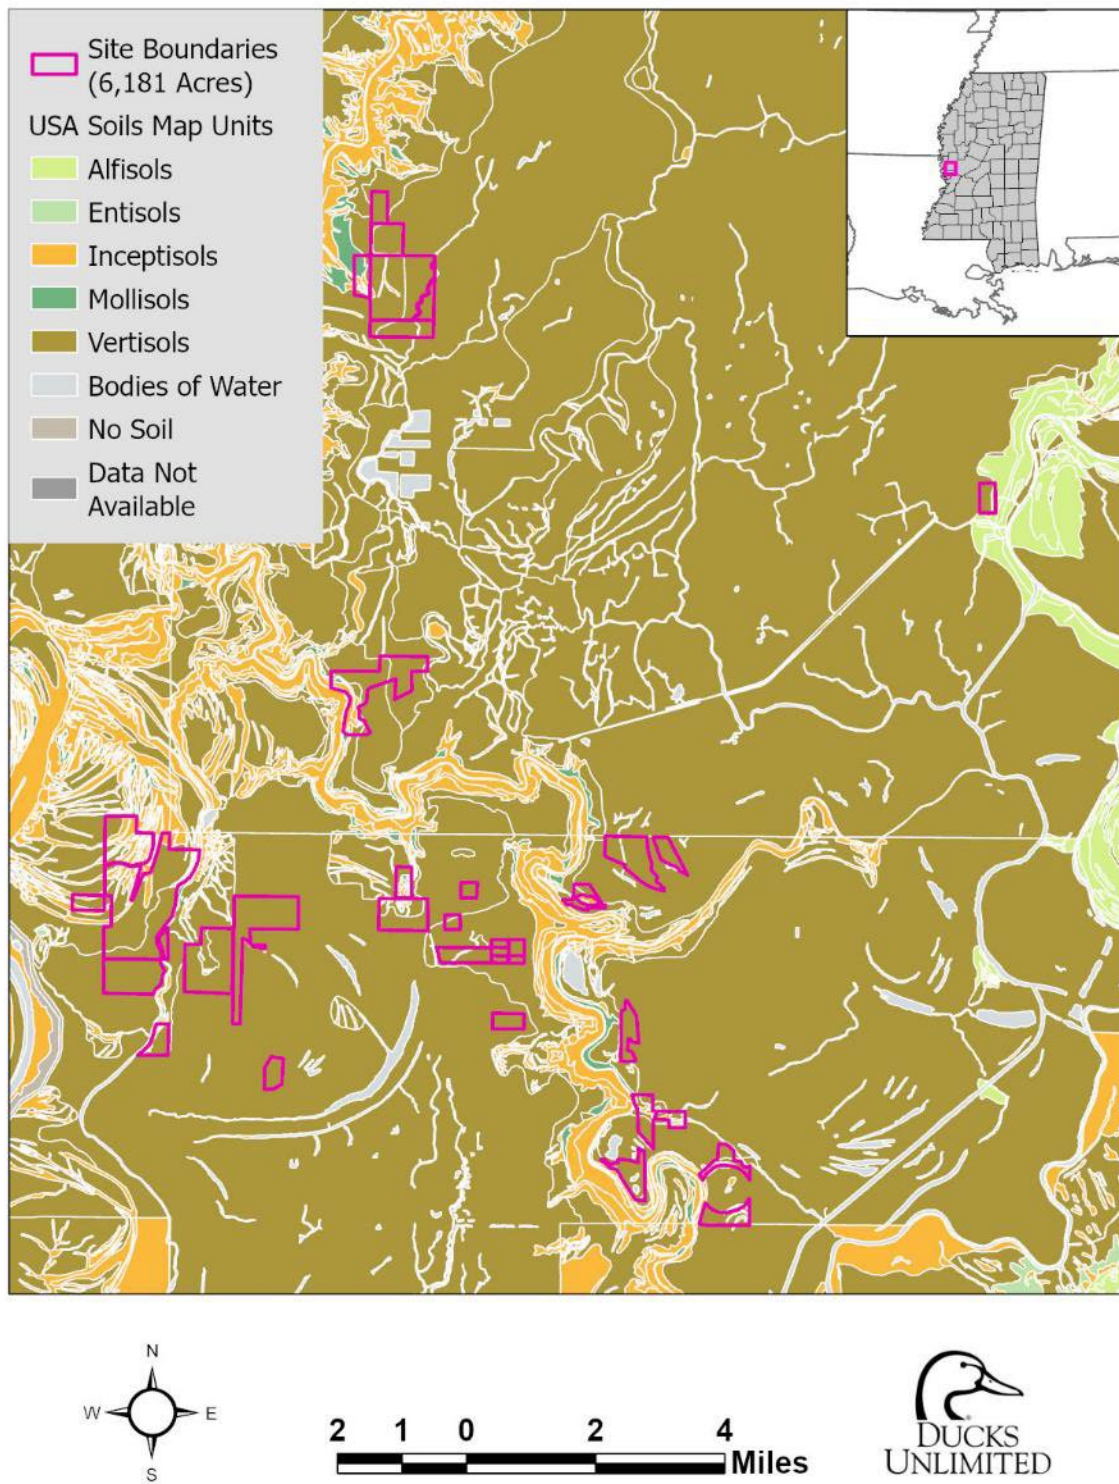 Site Boundaries
(6,181 Acres)
USA Soils Map Units
Alfisols
Entisols
Inceptisols
Mollisols
Vertisols
Bodies of Water
No Soil
Data Not
Available
N
W E
S
2 1 0 2 4
Miles
DUCKS
UNLIMITED